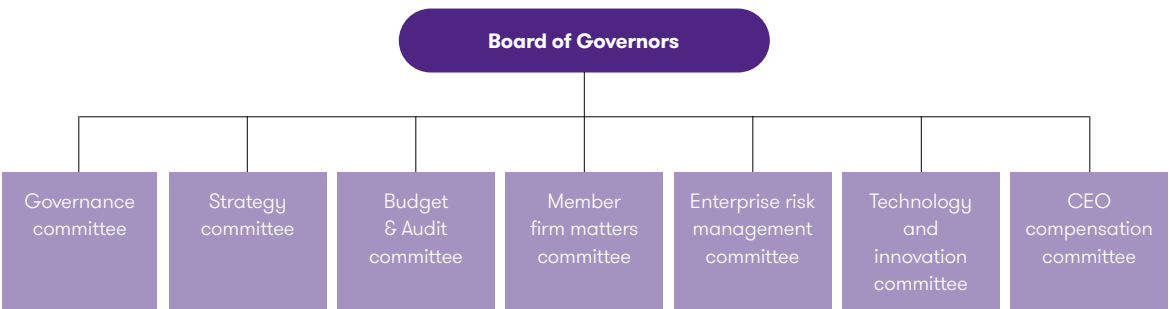 Board of Governors
Governance
committee
Strategy
committee
Budget
& Audit
committee
Member
firm matters
committee
Enterprise risk
management
committee
Technology
and
innovation
committee
CEO
compensation
committee